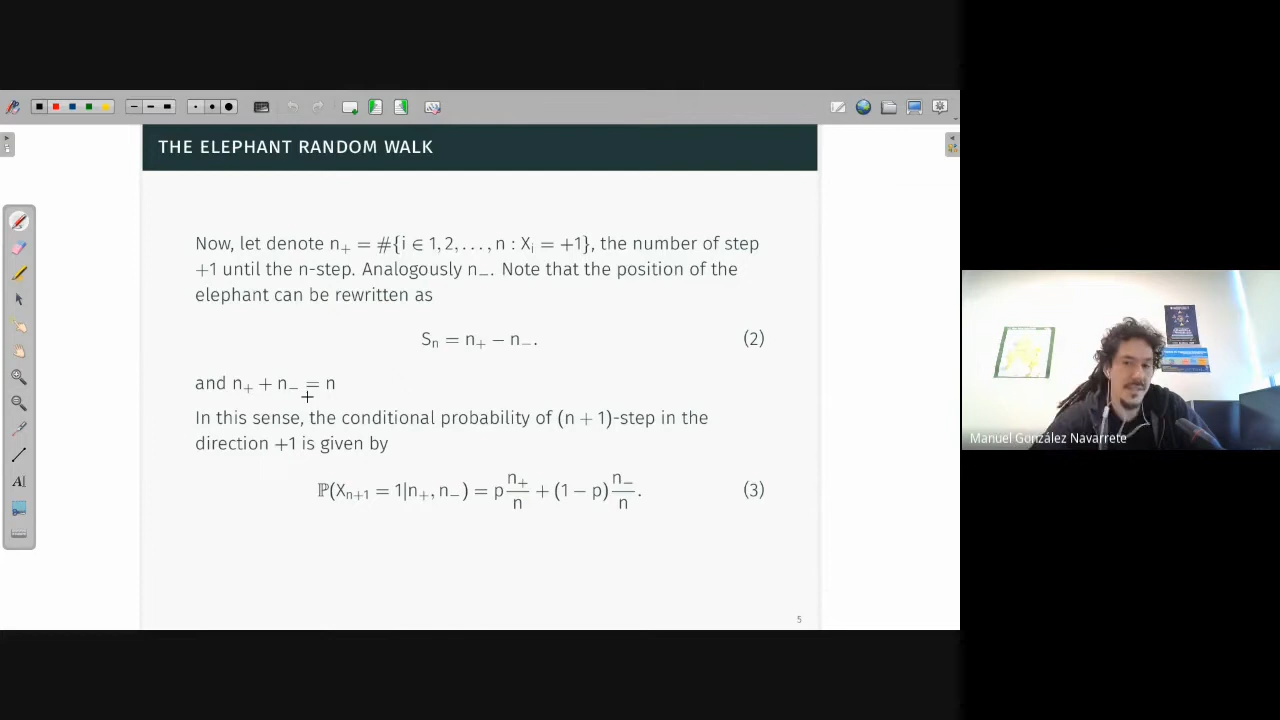 THE ELEPHANT RANDOM WALK
Now, let denote n₊ = #{i ∈ 1, 2, . . . , n : Xᵢ = +1}, the number of step
+1 until the n-step. Analogously n₋. Note that the position of the
elephant can be rewritten as
Sₙ = n₊ − n₋. (2)
and n₊ + n₋ = n
In this sense, the conditional probability of (n + 1)-step in the
direction +1 is given by
ℙ(Xₙ₊₁ = 1|n₊, n₋) = p n₊/n + (1 − p) n₋/n. (3)
5
Manuel González Navarrete